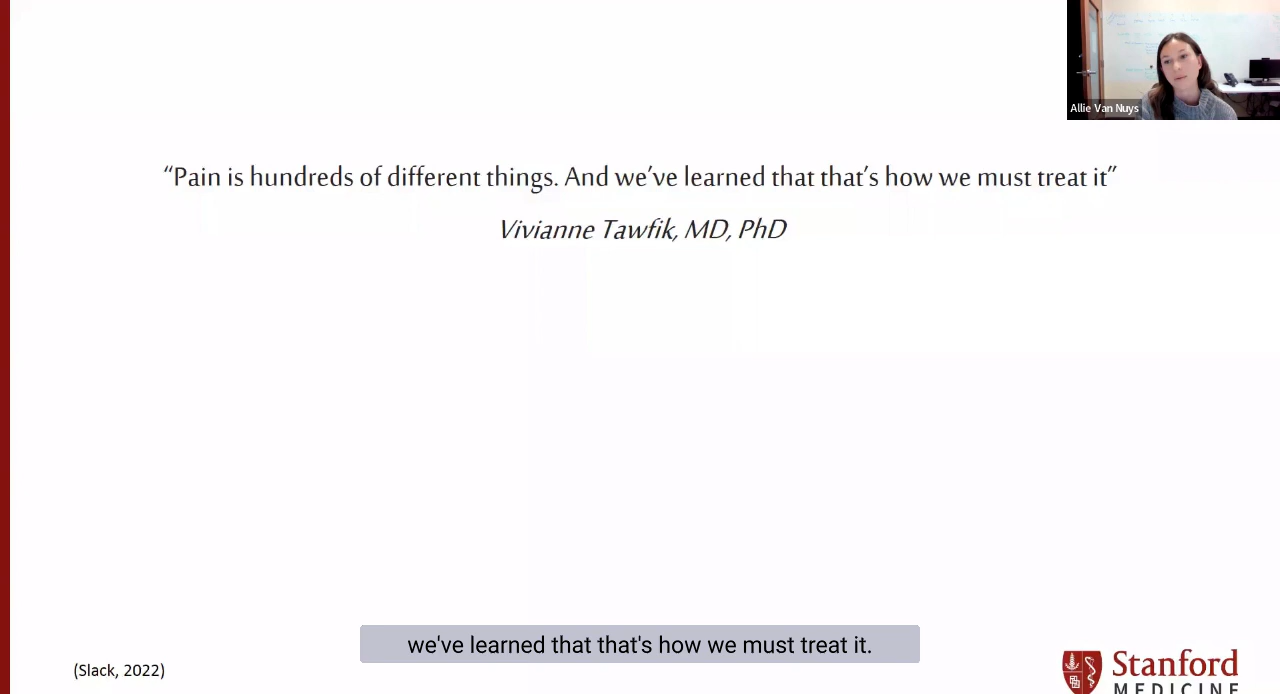 Allie Van Nuys
“Pain is hundreds of different things. And we’ve learned that that’s how we must treat it”
Vivianne Tawfik, MD, PhD
we've learned that that's how we must treat it.
(Slack, 2022)
Stanford
MEDICINE